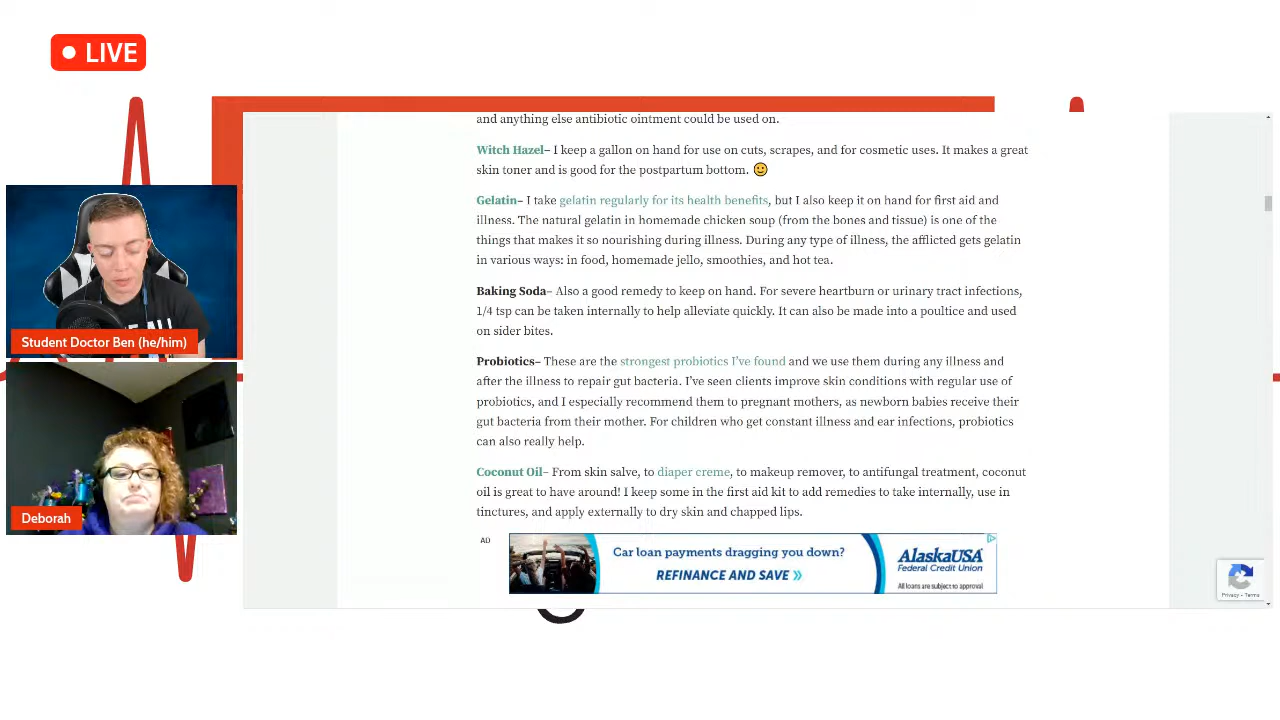 LIVE
and anything else antibiotic ointment could be used on.
Witch Hazel– I keep a gallon on hand for use on cuts, scrapes, and for cosmetic uses. It makes a great
skin toner and is good for the postpartum bottom. 🙂
Gelatin– I take gelatin regularly for its health benefits, but I also keep it on hand for first aid and
illness. The natural gelatin in homemade chicken soup (from the bones and tissue) is one of the
things that makes it so nourishing during illness. During any type of illness, the afflicted gets gelatin
in various ways: in food, homemade jello, smoothies, and hot tea.
Baking Soda– Also a good remedy to keep on hand. For severe heartburn or urinary tract infections,
1/4 tsp can be taken internally to help alleviate quickly. It can also be made into a poultice and used
on sider bites.
Probiotics– These are the strongest probiotics I've found and we use them during any illness and
after the illness to repair gut bacteria. I've seen clients improve skin conditions with regular use of
probiotics, and I especially recommend them to pregnant mothers, as newborn babies receive their
gut bacteria from their mother. For children who get constant illness and ear infections, probiotics
can also really help.
Coconut Oil– From skin salve, to diaper creme, to makeup remover, to antifungal treatment, coconut
oil is great to have around! I keep some in the first aid kit to add remedies to take internally, use in
tinctures, and apply externally to dry skin and chapped lips.
AD
Car loan payments dragging you down?
REFINANCE AND SAVE »
AlaskaUSA
Federal Credit Union
All loans are subject to approval
Privacy - Terms
Student Doctor Ben (he/him)
Deborah